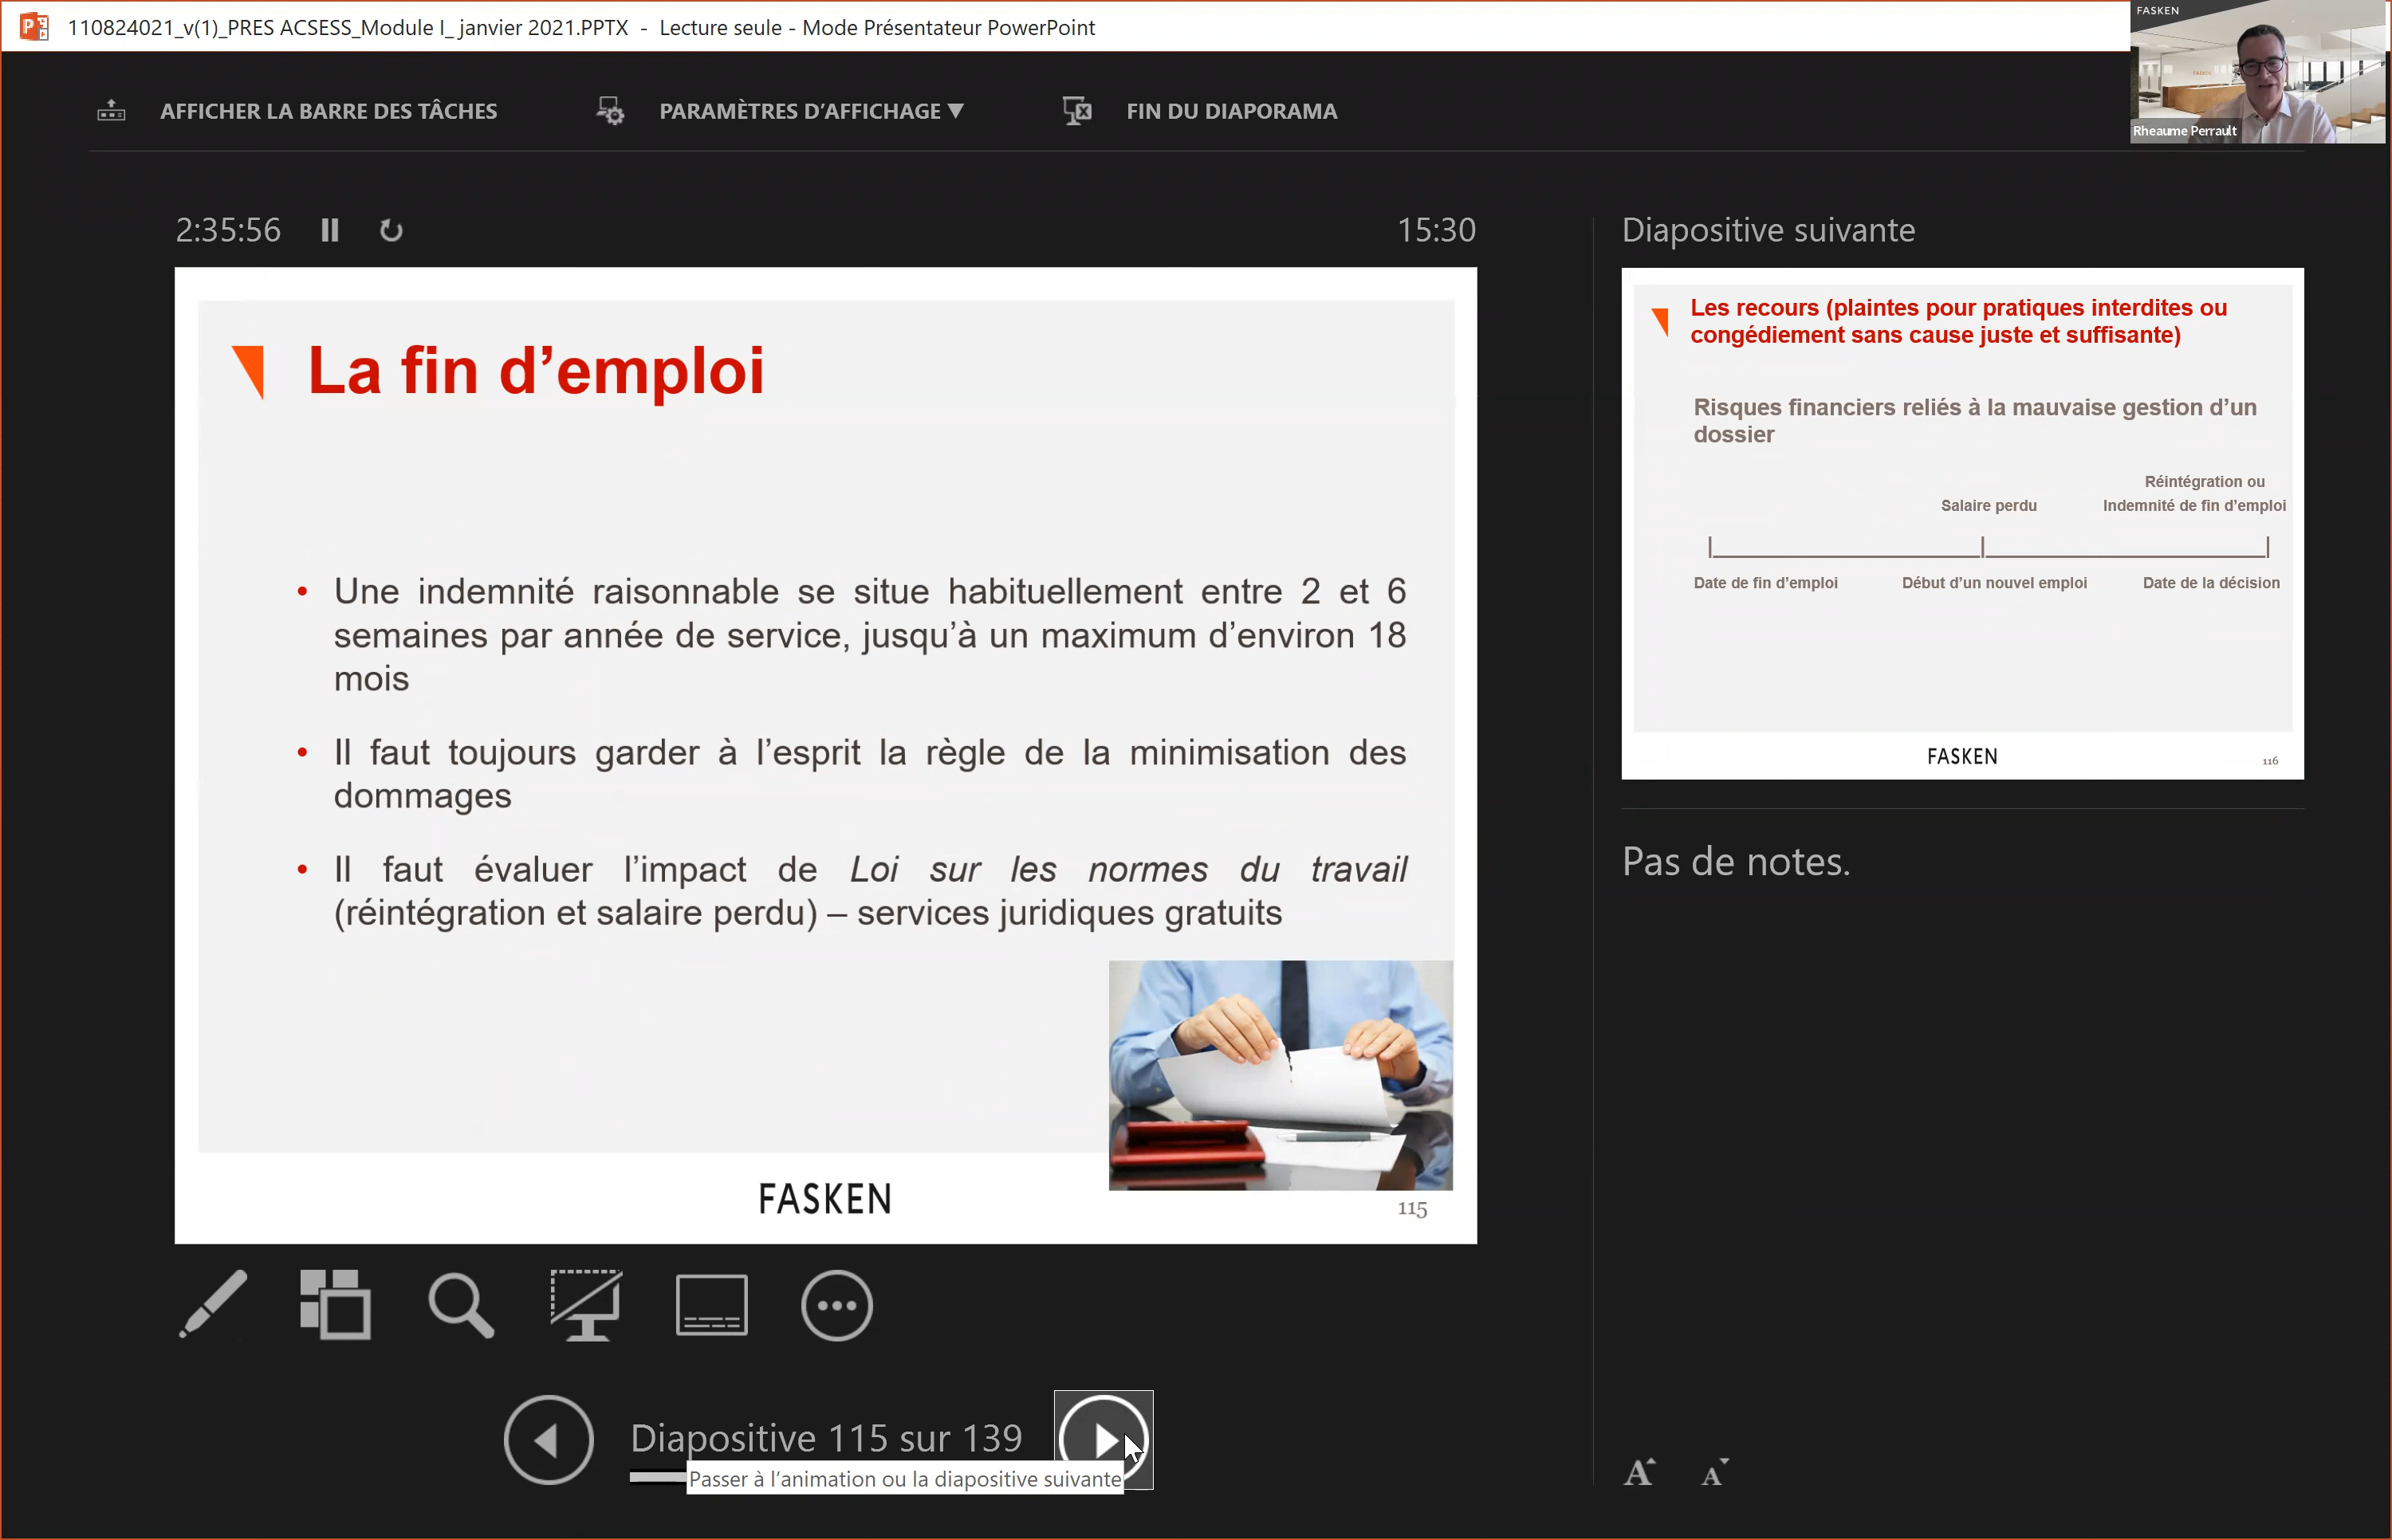 110824021_v(1)_PRES ACSESS_Module I_ janvier 2021.PPTX - Lecture seule - Mode Présentateur PowerPoint
FASKEN
Rheaume Perrault
AFFICHER LA BARRE DES TÂCHES
PARAMÈTRES D’AFFICHAGE
FIN DU DIAPORAMA
2:35:56
15:30
La fin d’emploi
• Une indemnité raisonnable se situe habituellement entre 2 et 6
semaines par année de service, jusqu’à un maximum d’environ 18
mois
• Il faut toujours garder à l’esprit la règle de la minimisation des
dommages
• Il faut évaluer l’impact de Loi sur les normes du travail
(réintégration et salaire perdu) – services juridiques gratuits
FASKEN
115
Diapositive 115 sur 139
Passer à l’animation ou la diapositive suivante
Diapositive suivante
Les recours (plaintes pour pratiques interdites ou
congédiement sans cause juste et suffisante)
Risques financiers reliés à la mauvaise gestion d’un
dossier
Salaire perdu
Réintégration ou
Indemnité de fin d’emploi
Date de fin d’emploi
Début d’un nouvel emploi
Date de la décision
FASKEN
116
Pas de notes.
A A